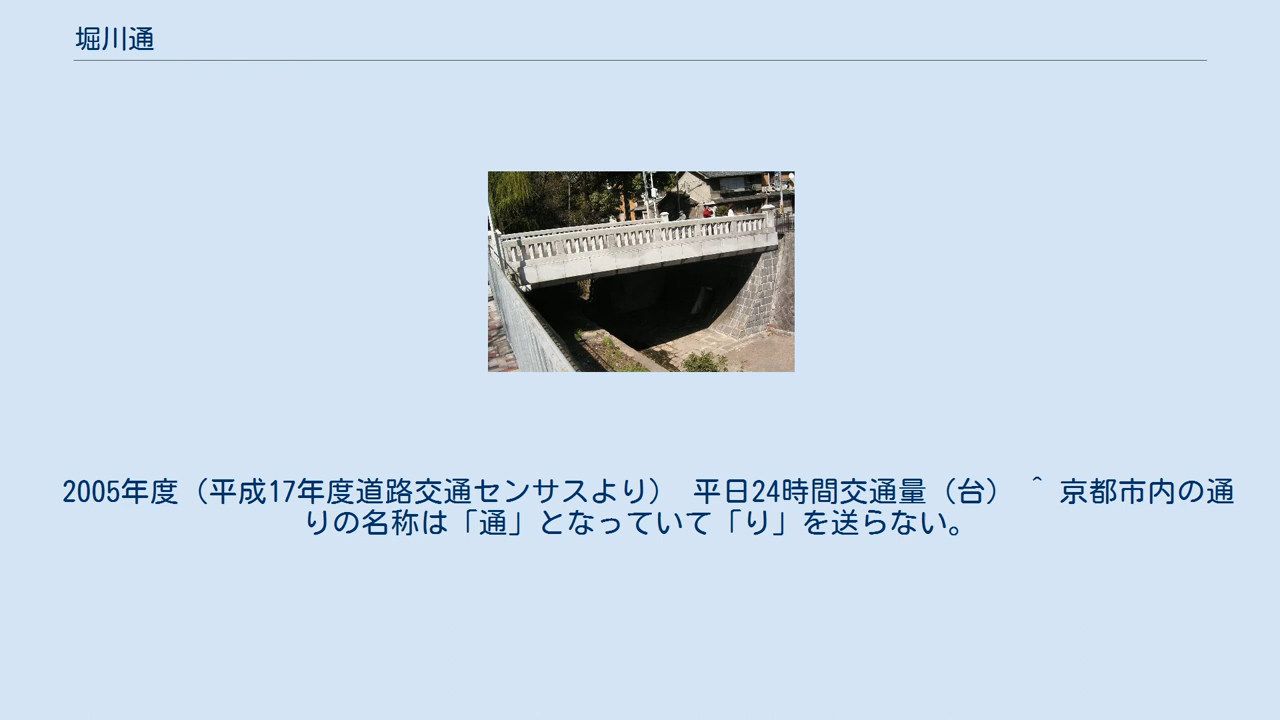 堀川通
2005年度（平成17年度道路交通センサスより） 平日24時間交通量（台） ^ 京都市内の通
りの名称は「通」となっていて「り」を送らない。